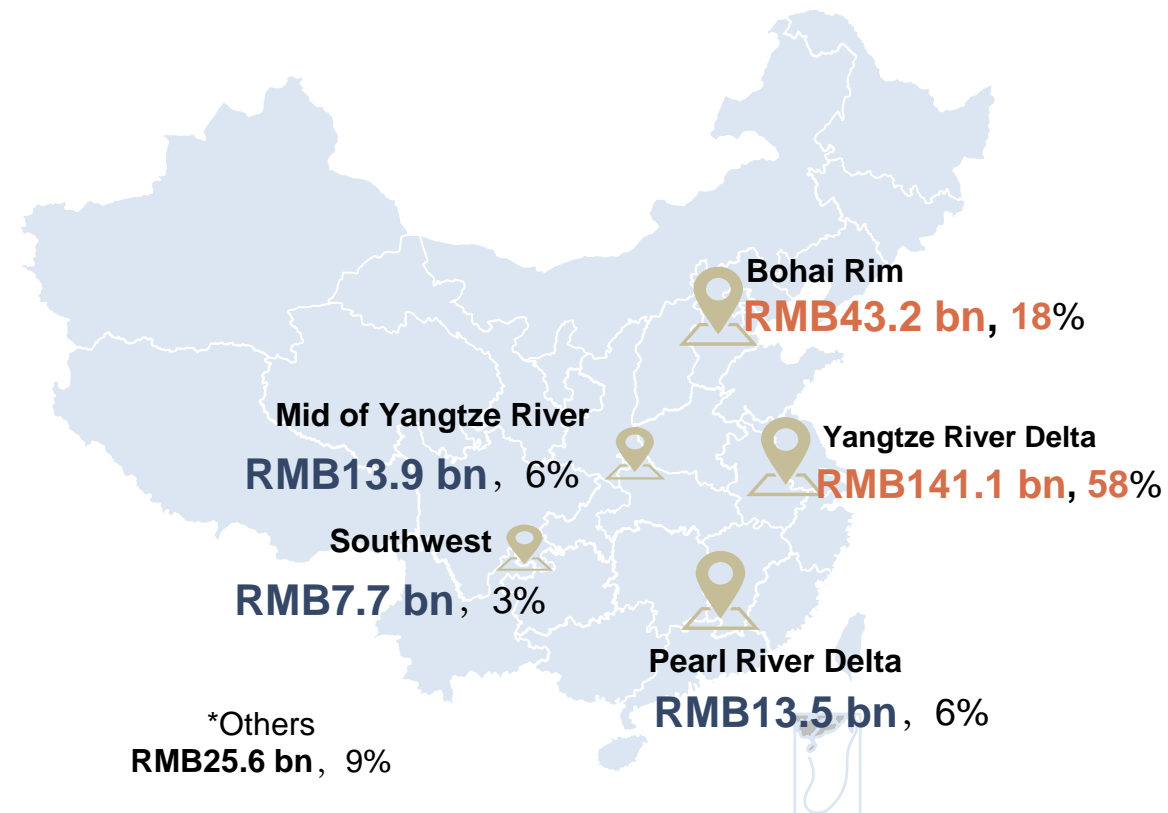 Bohai Rim
RMB43.2 bn, 18%
Mid of Yangtze River
RMB13.9 bn，6%
Yangtze River Delta
RMB141.1 bn, 58%
Southwest
RMB7.7 bn，3%
Pearl River Delta
RMB13.5 bn，6%
*Others
RMB25.6 bn，9%